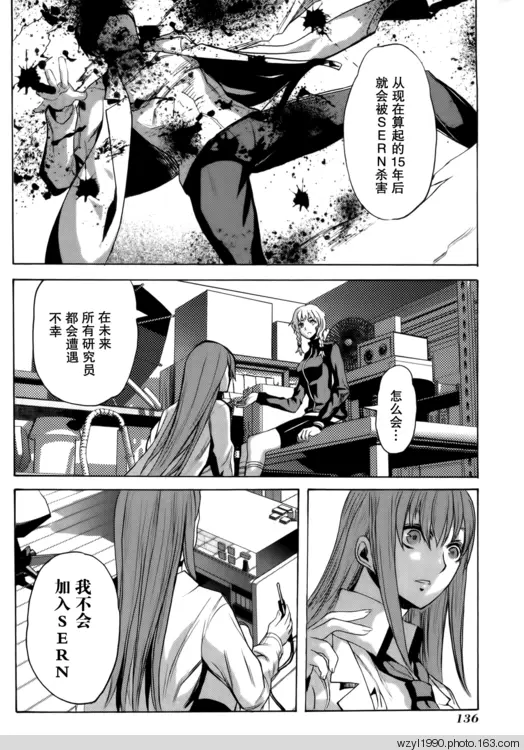 从现在算起的15年后
就会被SERN杀害
在未来
所有研究员
都会遭遇
不幸
怎么会…
我不会
加入SERN
136
wzyl1990.photo.163.com